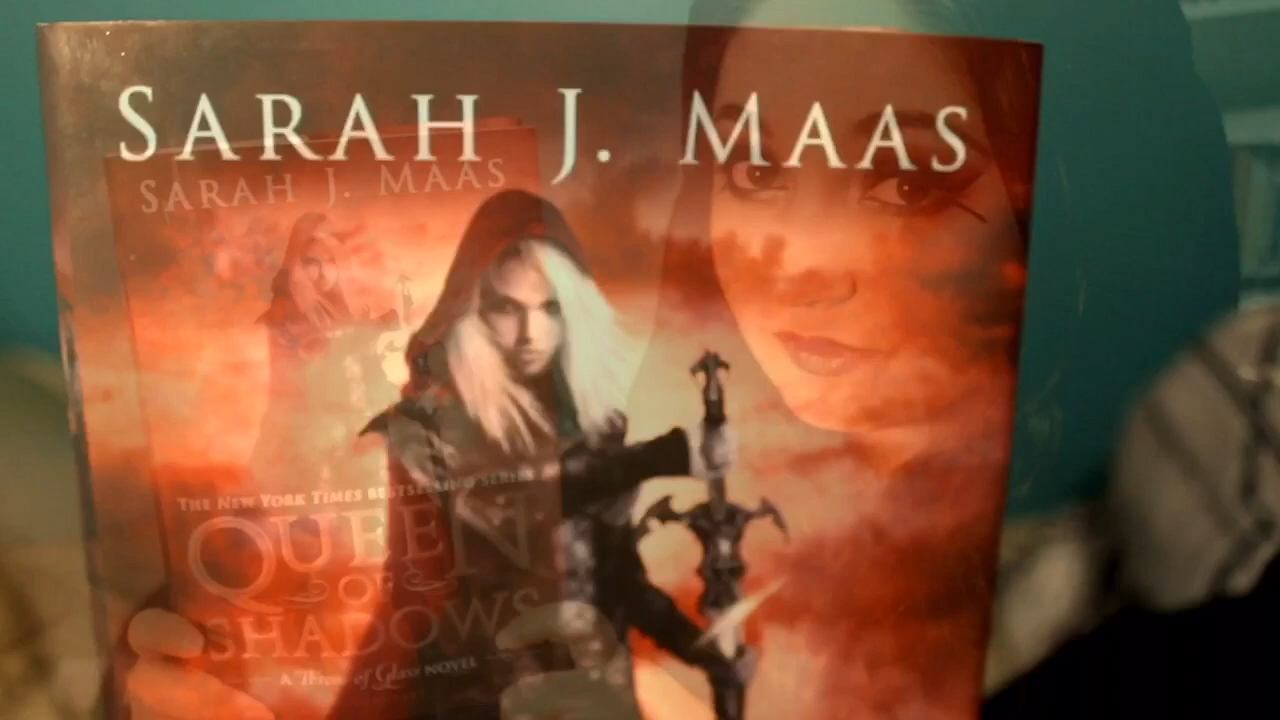 SARAH J. MAAS
SARAH J. MAAS
THE NEW YORK TIMES BESTSELLING SERIES
QUEEN
OF
SHADOWS
A Throne of Glass NOVEL